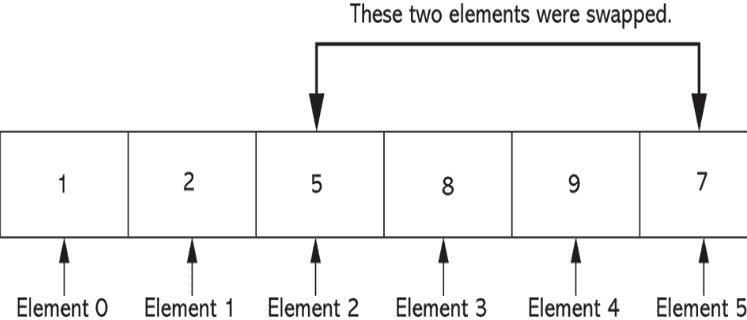 These two elements were swapped.
1 2 5 8 9 7
Element 0 Element 1 Element 2 Element 3 Element 4 Element 5